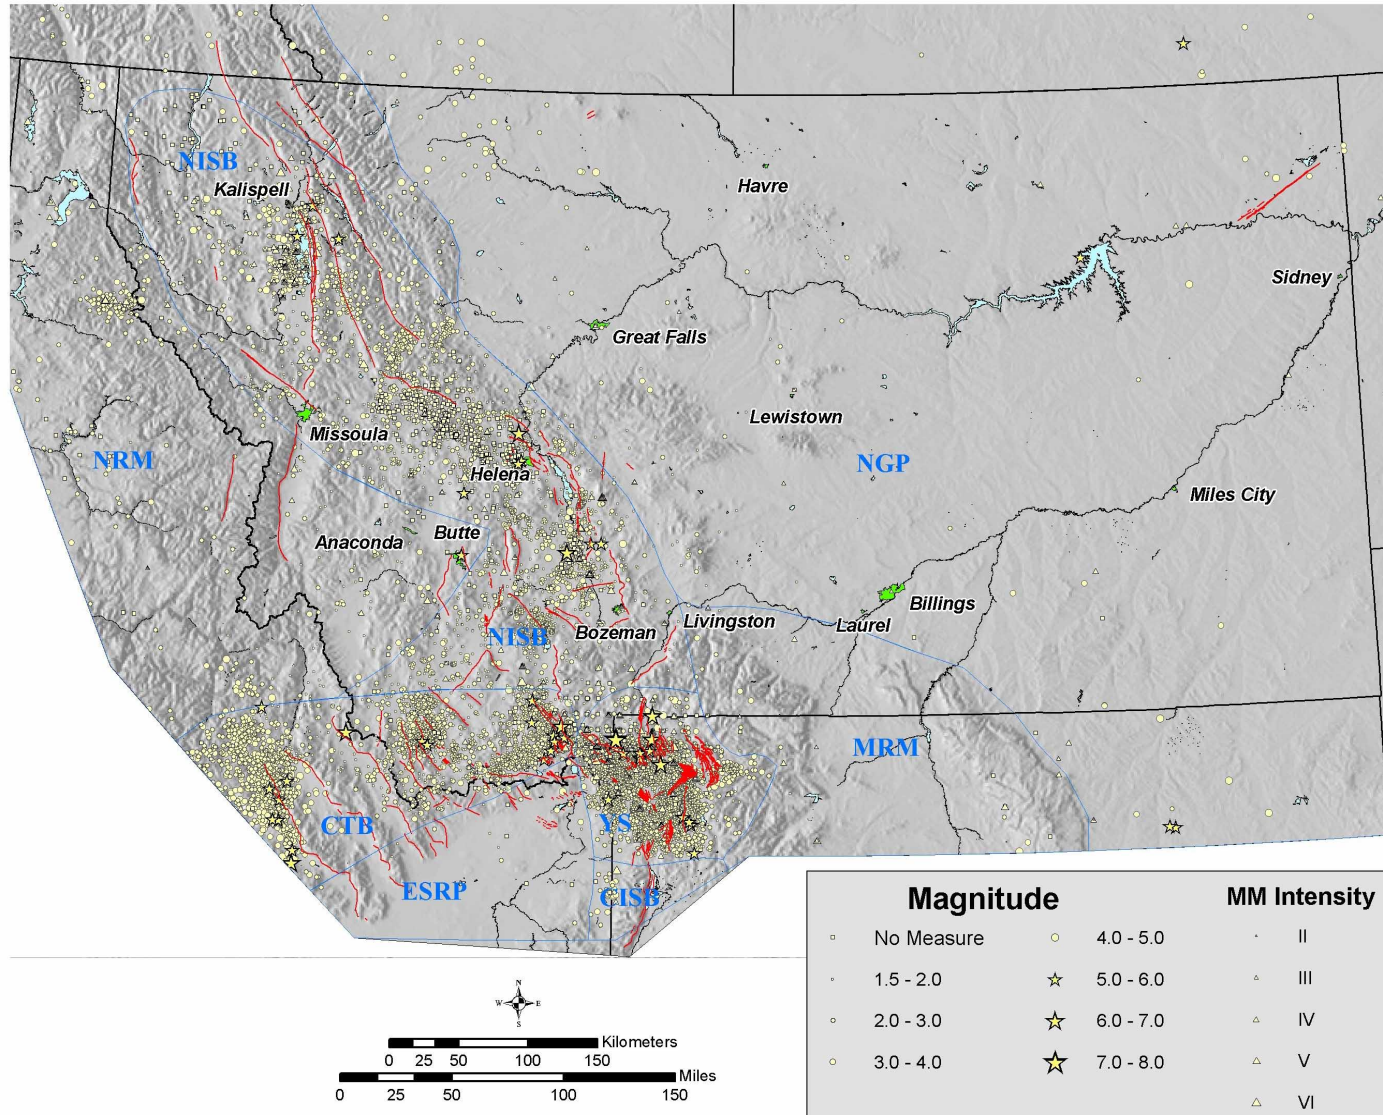 NISB
Kalispell
Havre
Sidney
Great Falls
Lewistown
Missoula
NRM
NGP
Helena
Miles City
Anaconda
Butte
Billings
Livingston
Laurel
Bozeman
NISB
MRM
CTB
YS
ESRP
CISB
Magnitude
MM Intensity
No Measure
4.0 - 5.0
II
1.5 - 2.0
5.0 - 6.0
III
2.0 - 3.0
6.0 - 7.0
IV
3.0 - 4.0
7.0 - 8.0
V
VI
N
W
E
S
Kilometers
0 25 50 100 150
Miles
0 25 50 100 150